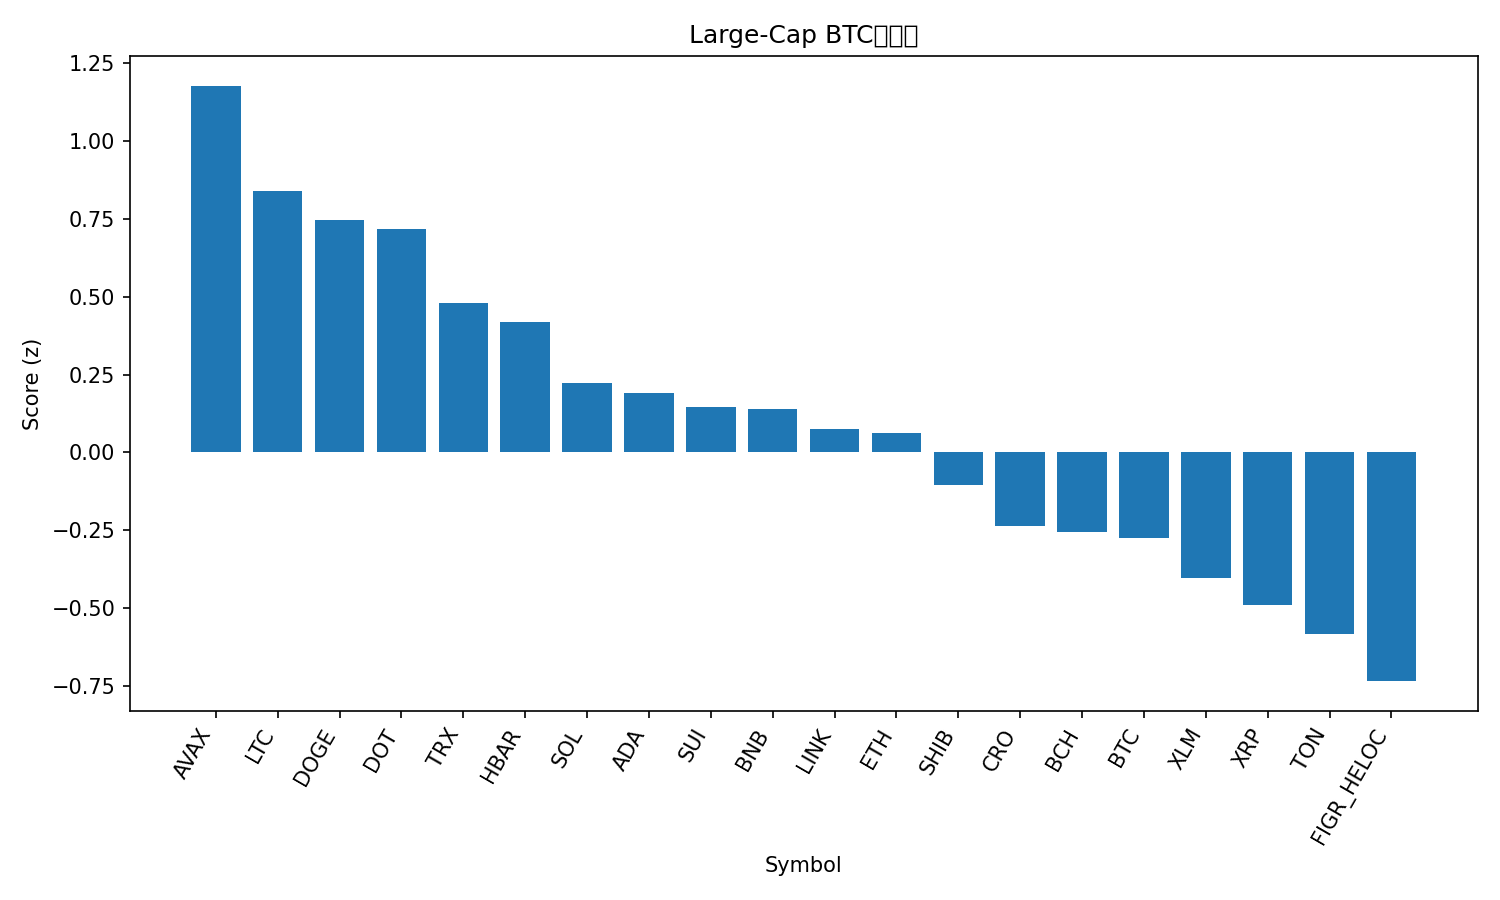 Large-Cap BTC
1.25
1.00
0.75
0.50
0.25
0.00
−0.25
−0.50
−0.75
Score (z)
AVAX
LTC
DOGE
DOT
TRX
HBAR
SOL
ADA
SUI
BNB
LINK
ETH
SHIB
CRO
BCH
BTC
XLM
XRP
TON
FIGR_HELOC
Symbol